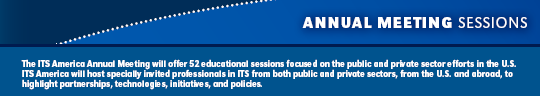 ANNUAL MEETING SESSIONS
The ITS America Annual Meeting will offer 52 educational sessions focused on the public and private sector efforts in the U.S.
ITS America will host specially invited professionals in ITS from both public and private sectors, from the U.S. and abroad, to
highlight partnerships, technologies, initiatives, and policies.